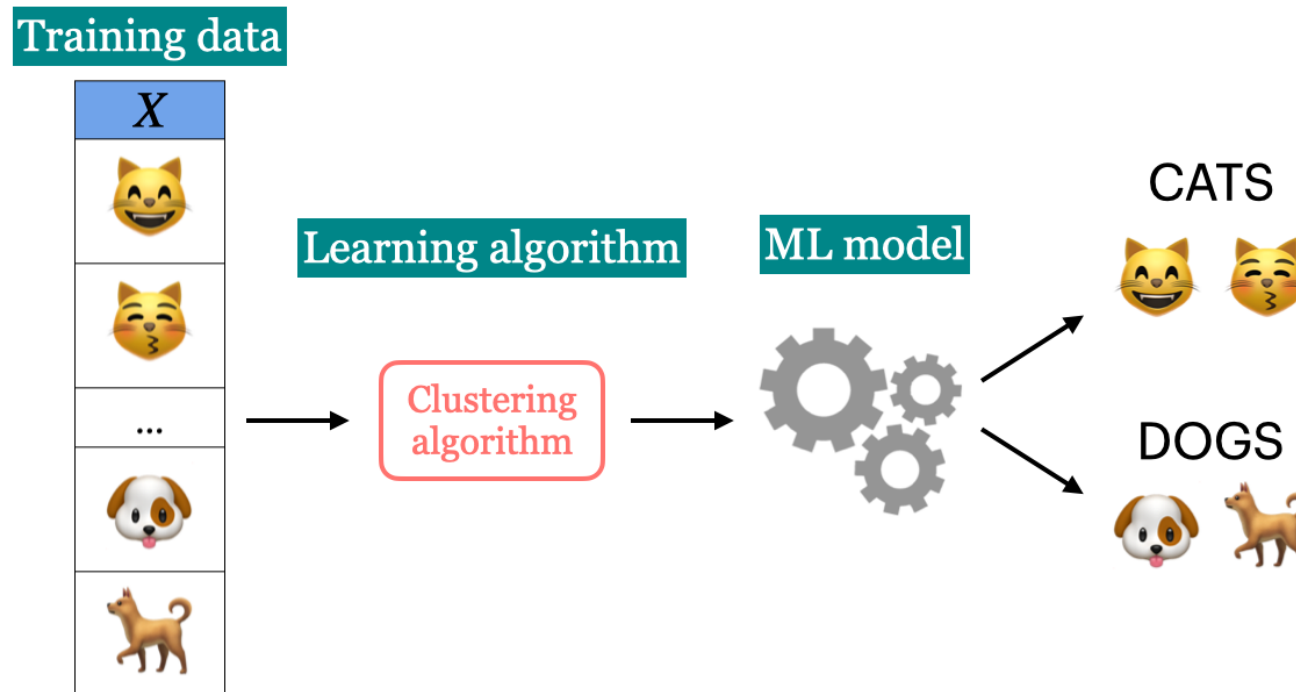 Training data
X
...
Learning algorithm
Clustering
algorithm
ML model
CATS
DOGS